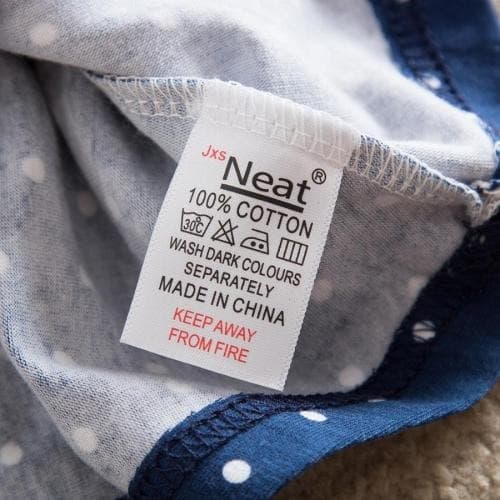 Jxs Neat®
100% COTTON
30℃
WASH DARK COLOURS
SEPARATELY
MADE IN CHINA
KEEP AWAY
FROM FIRE